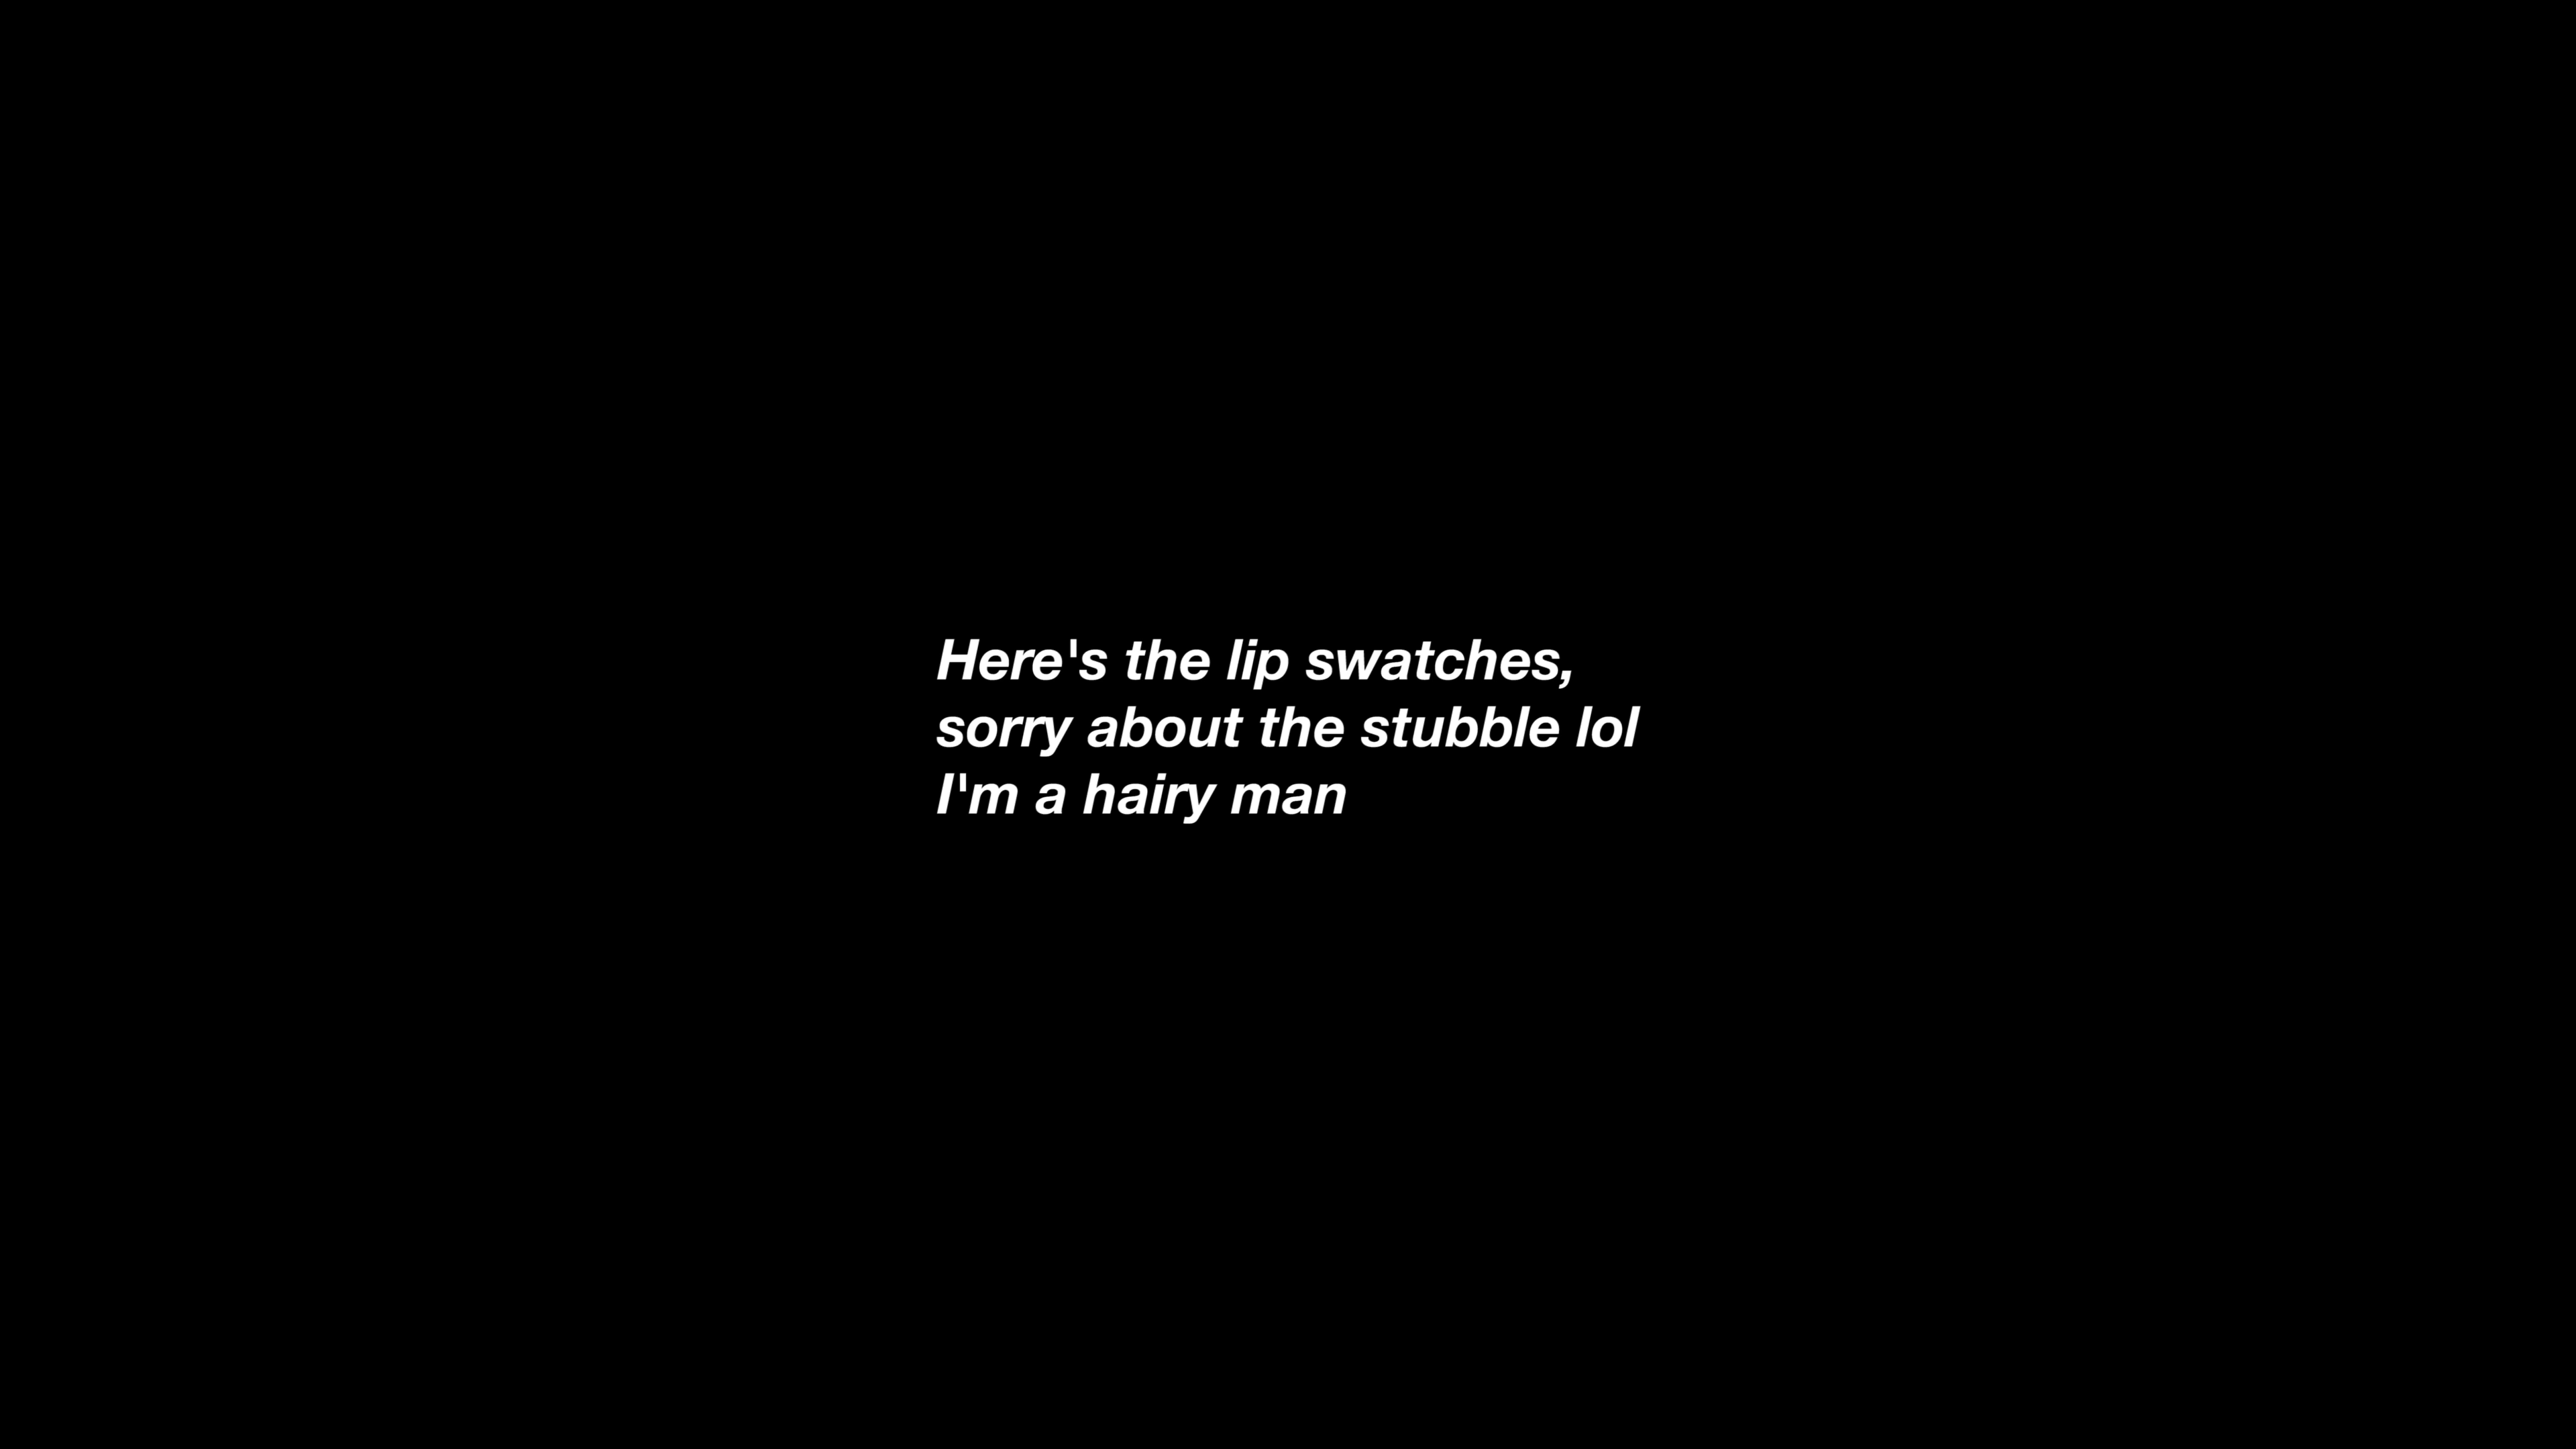 Here's the lip swatches,
sorry about the stubble lol
I'm a hairy man